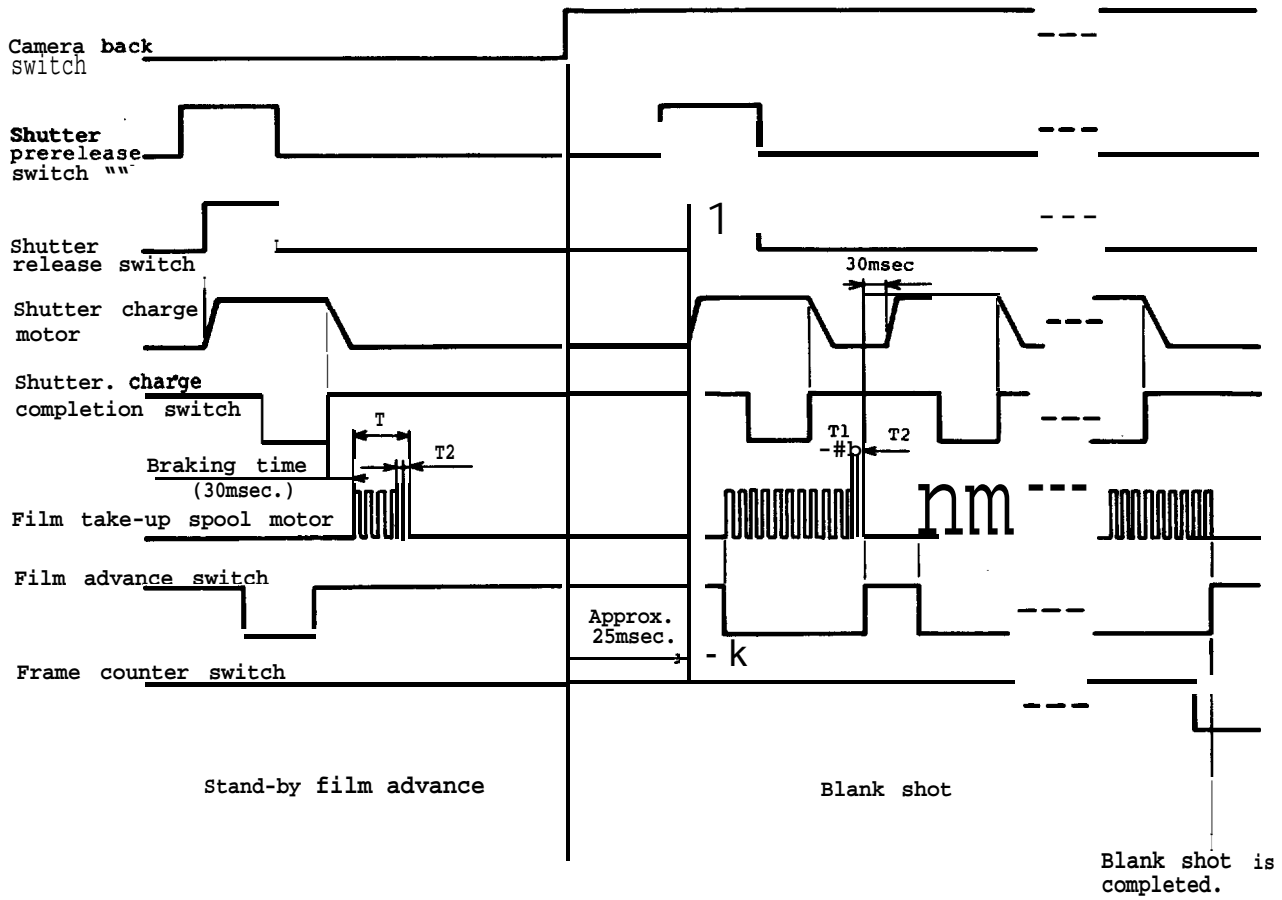 Camera back
switch
Shutter
prerelease
switch ""
Shutter
release switch
1
30msec
Shutter charge
motor
Shutter. charge
completion switch
T
T2
T1
-#b
T2
Braking time
(30msec.)
Film take-up spool motor
nm
Film advance switch
Approx.
25msec.
- k
Frame counter switch
Stand-by film advance
Blank shot
Blank shot is
completed.